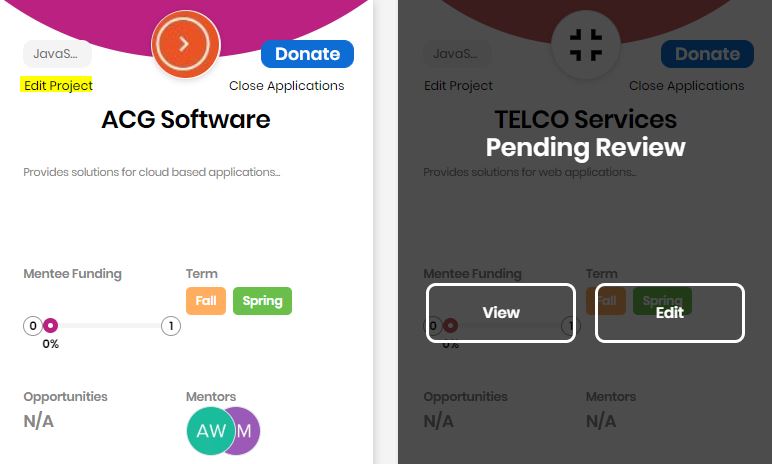 JavaS...
Donate
Edit Project
Close Applications
ACG Software
Provides solutions for cloud based applications...
Mentee Funding
Term
Fall
Spring
0
1
0%
Opportunities
Mentors
N/A
AW
M
JavaS...
Donate
Edit Project
Close Applications
TELCO Services
Pending Review
Provides solutions for web applications...
Mentee Funding
Term
Fall
Spring
View
Edit
0
1
0%
Opportunities
Mentors
N/A
N/A